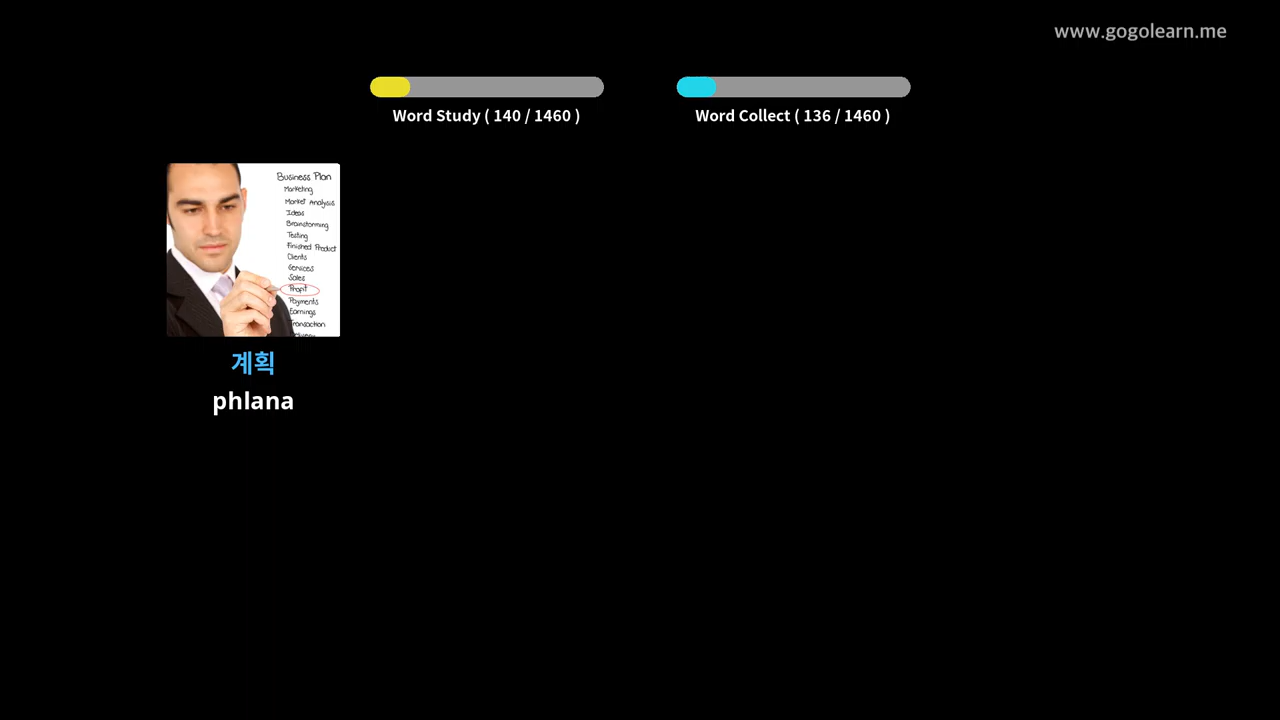 www.gogolearn.me
Word Study ( 140 / 1460 )
Word Collect ( 136 / 1460 )
Business Plan
Marketing
Market Analysis
Ideas
Brainstorming
Testing
Finished Product
Clients
Services
Sales
Profit
Payments
Earnings
Transaction
계획
phlana